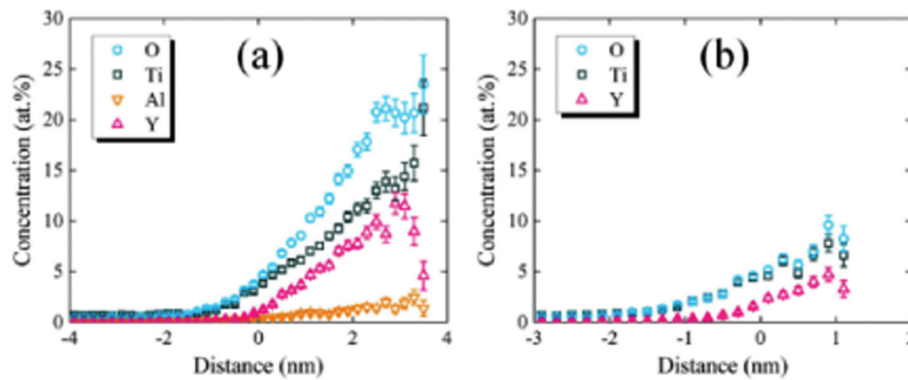 (a)
O
Ti
Al
Y
Concentration (at.%)
30
25
20
15
10
5
0
-4
-2
0
2
4
Distance (nm)
(b)
O
Ti
Y
Concentration (at.%)
30
25
20
15
10
5
0
-3
-2
-1
0
1
2
Distance (nm)